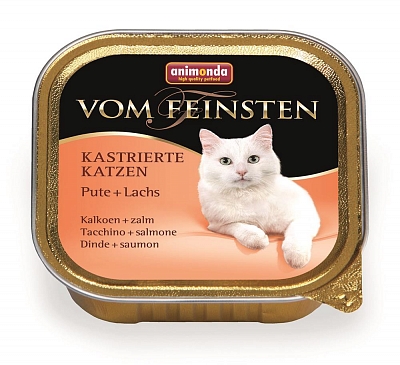 animonda
high quality petfood
VOM FEINSTEN
KASTRIERTE
KATZEN
Pute + Lachs
Kalkoen + zalm
Tacchino + salmone
Dinde + saumon